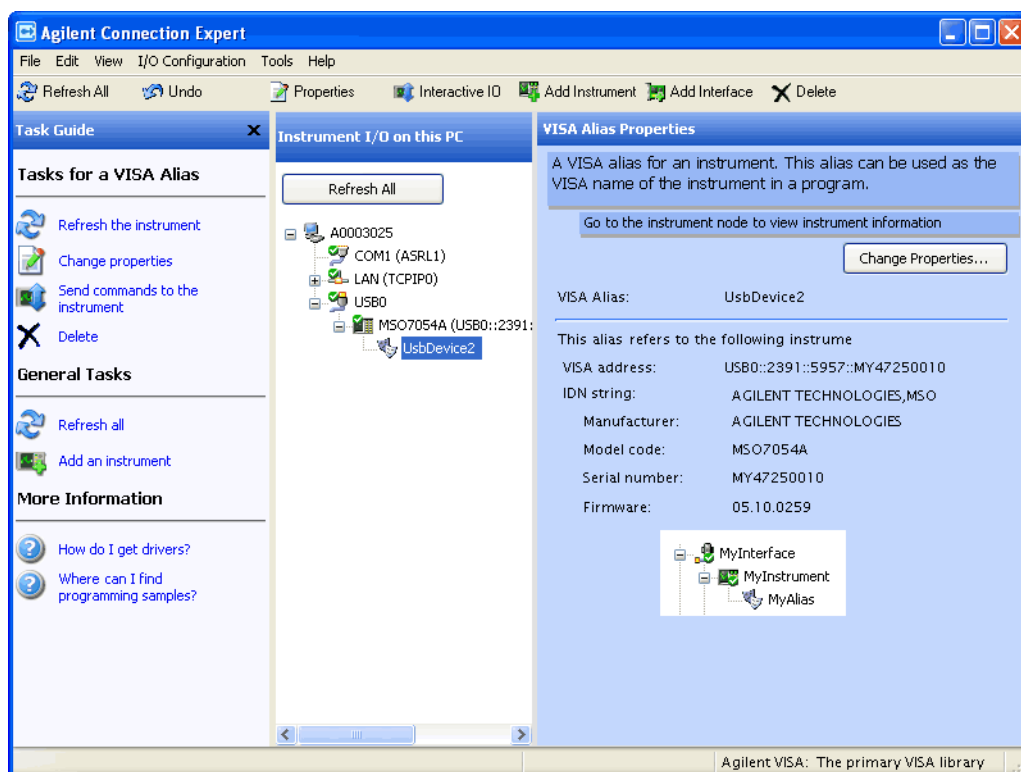 Agilent Connection Expert
File Edit View I/O Configuration Tools Help
Refresh All Undo Properties Interactive IO Add Instrument Add Interface Delete
Task Guide
Tasks for a VISA Alias
Refresh the instrument
Change properties
Send commands to the
instrument
Delete
General Tasks
Refresh all
Add an instrument
More Information
How do I get drivers?
Where can I find
programming samples?
Instrument I/O on this PC
Refresh All
A0003025
COM1 (ASRL1)
LAN (TCPIP0)
USB0
MSO7054A (USB0::2391:
UsbDevice2
VISA Alias Properties
A VISA alias for an instrument. This alias can be used as the
VISA name of the instrument in a program.
Go to the instrument node to view instrument information
Change Properties...
VISA Alias: UsbDevice2
This alias refers to the following instrume
VISA address: USB0::2391::5957::MY47250010
IDN string: AGILENT TECHNOLOGIES,MSO
Manufacturer: AGILENT TECHNOLOGIES
Model code: MSO7054A
Serial number: MY47250010
Firmware: 05.10.0259
MyInterface
MyInstrument
MyAlias
Agilent VISA: The primary VISA library